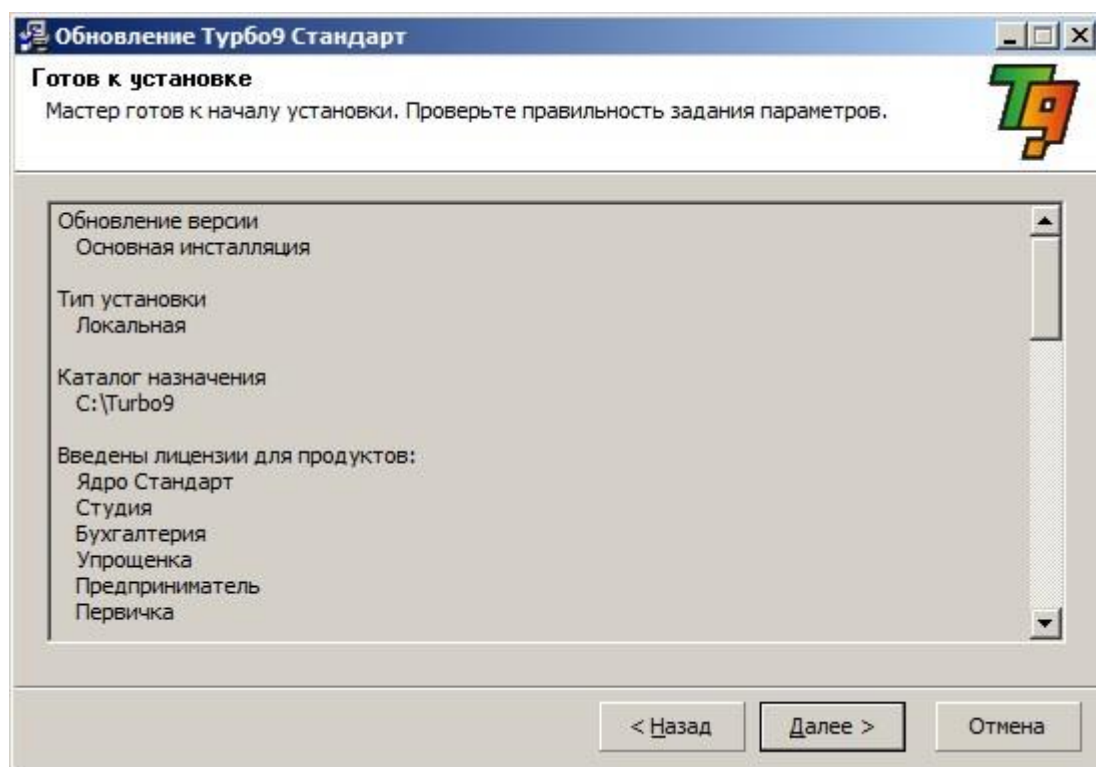 Обновление Турбо9 Стандарт
Готов к установке
Мастер готов к началу установки. Проверьте правильность задания параметров.
T9
Обновление версии
Основная инсталляция
Тип установки
Локальная
Каталог назначения
C:\Turbo9
Введены лицензии для продуктов:
Ядро Стандарт
Студия
Бухгалтерия
Упрощенка
Предприниматель
Первичка
< Назад
Далее >
Отмена